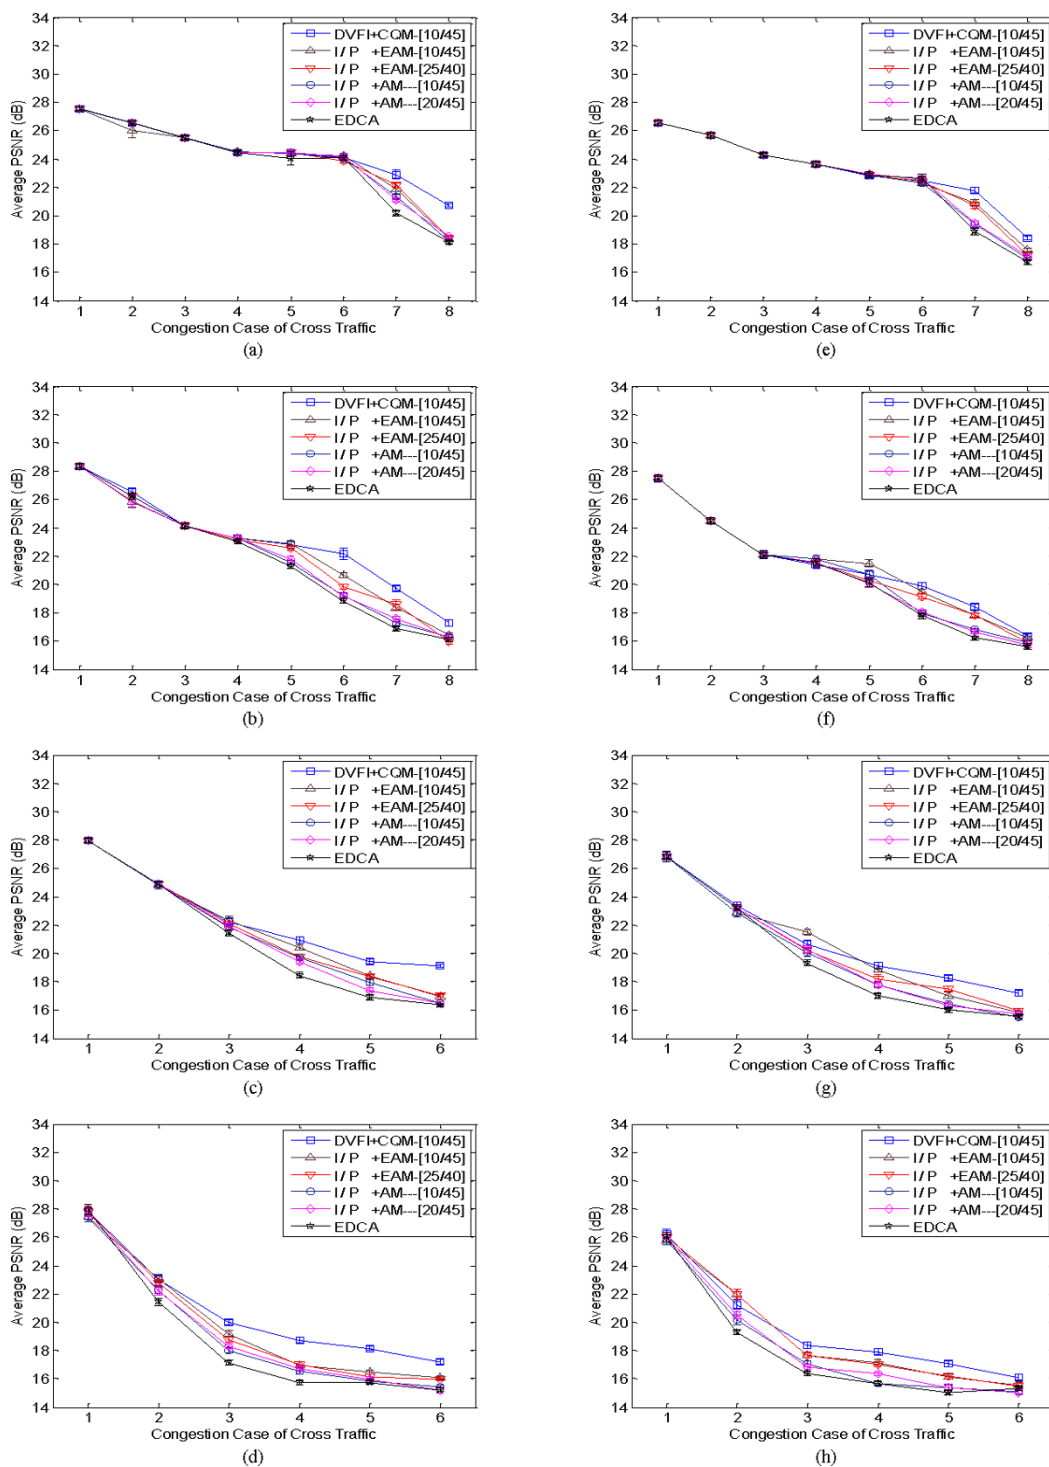 34
32
30
28
26
24
22
20
18
16
14
Average PSNR (dB)
DVFI+CQM-[10/45]
I/P +EAM-[10/45]
I/P +EAM-[25/40]
I/P +AM---[10/45]
I/P +AM---[20/45]
EDCA
1 2 3 4 5 6 7 8
Congestion Case of Cross Traffic
(a)
34
32
30
28
26
24
22
20
18
16
14
Average PSNR (dB)
DVFI+CQM-[10/45]
I/P +EAM-[10/45]
I/P +EAM-[25/40]
I/P +AM---[10/45]
I/P +AM---[20/45]
EDCA
1 2 3 4 5 6 7 8
Congestion Case of Cross Traffic
(e)
34
32
30
28
26
24
22
20
18
16
14
Average PSNR (dB)
DVFI+CQM-[10/45]
I/P +EAM-[10/45]
I/P +EAM-[25/40]
I/P +AM---[10/45]
I/P +AM---[20/45]
EDCA
1 2 3 4 5 6 7 8
Congestion Case of Cross Traffic
(b)
34
32
30
28
26
24
22
20
18
16
14
Average PSNR (dB)
DVFI+CQM-[10/45]
I/P +EAM-[10/45]
I/P +EAM-[25/40]
I/P +AM---[10/45]
I/P +AM---[20/45]
EDCA
1 2 3 4 5 6 7 8
Congestion Case of Cross Traffic
(f)
34
32
30
28
26
24
22
20
18
16
14
Average PSNR (dB)
DVFI+CQM-[10/45]
I/P +EAM-[10/45]
I/P +EAM-[25/40]
I/P +AM---[10/45]
I/P +AM---[20/45]
EDCA
1 2 3 4 5 6
Congestion Case of Cross Traffic
(c)
34
32
30
28
26
24
22
20
18
16
14
Average PSNR (dB)
DVFI+CQM-[10/45]
I/P +EAM-[10/45]
I/P +EAM-[25/40]
I/P +AM---[10/45]
I/P +AM---[20/45]
EDCA
1 2 3 4 5 6
Congestion Case of Cross Traffic
(g)
34
32
30
28
26
24
22
20
18
16
14
Average PSNR (dB)
DVFI+CQM-[10/45]
I/P +EAM-[10/45]
I/P +EAM-[25/40]
I/P +AM---[10/45]
I/P +AM---[20/45]
EDCA
1 2 3 4 5 6
Congestion Case of Cross Traffic
(d)
34
32
30
28
26
24
22
20
18
16
14
Average PSNR (dB)
DVFI+CQM-[10/45]
I/P +EAM-[10/45]
I/P +EAM-[25/40]
I/P +AM---[10/45]
I/P +AM---[20/45]
EDCA
1 2 3 4 5 6
Congestion Case of Cross Traffic
(h)